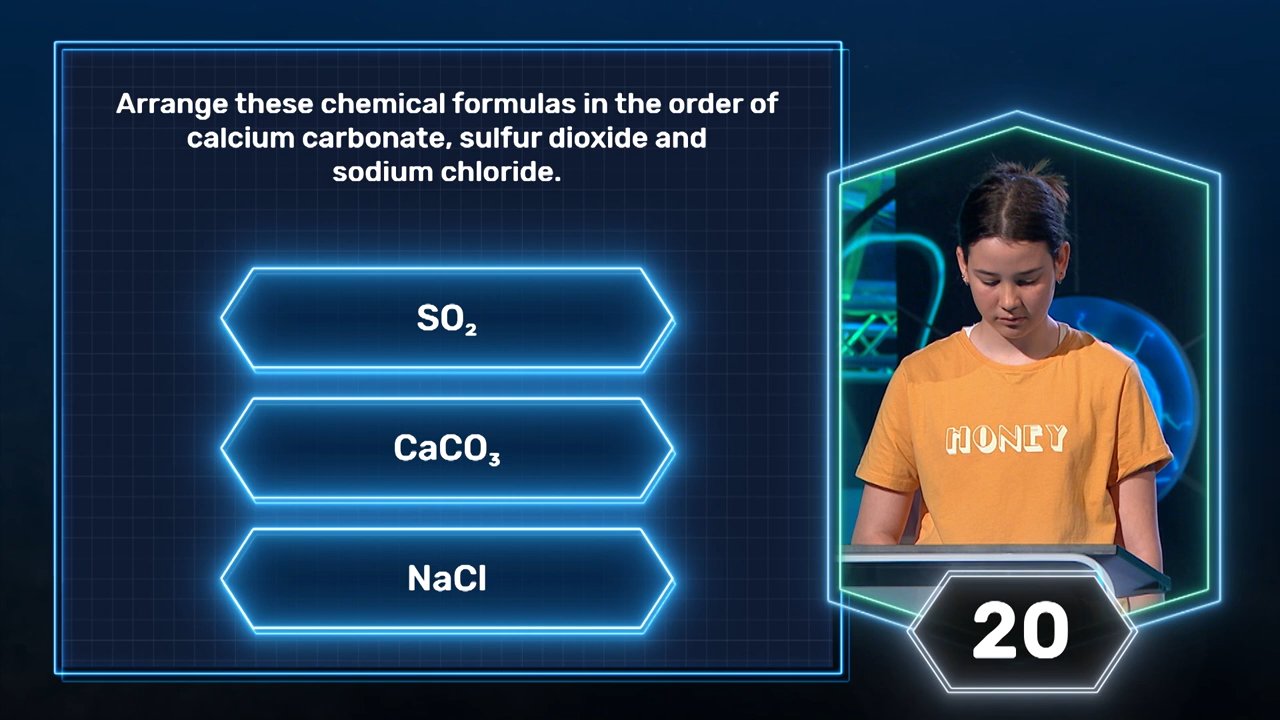 Arrange these chemical formulas in the order of
calcium carbonate, sulfur dioxide and
sodium chloride.
SO₂
CaCO₃
NaCl
HONEY
20